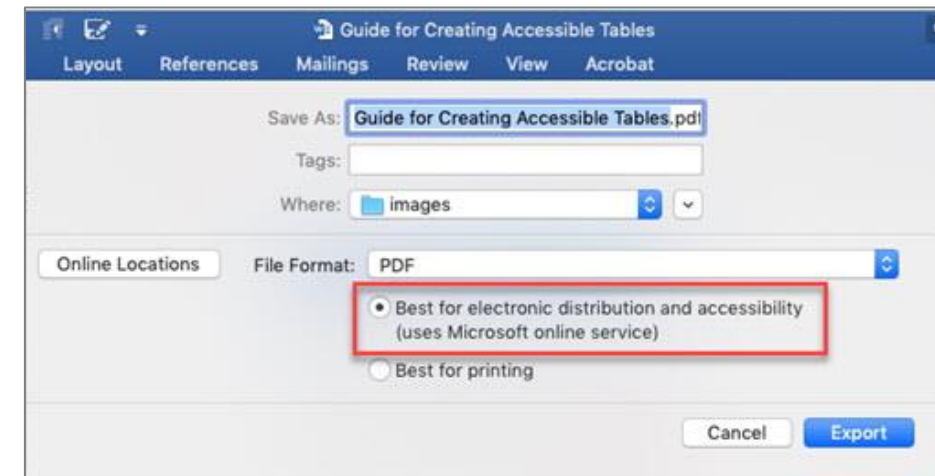 Guide for Creating Accessible Tables
Layout References Mailings Review View Acrobat
Save As: Guide for Creating Accessible Tables.pdf
Tags:
Where: images
Online Locations File Format: PDF
Best for electronic distribution and accessibility
(uses Microsoft online service)
Best for printing
Cancel Export